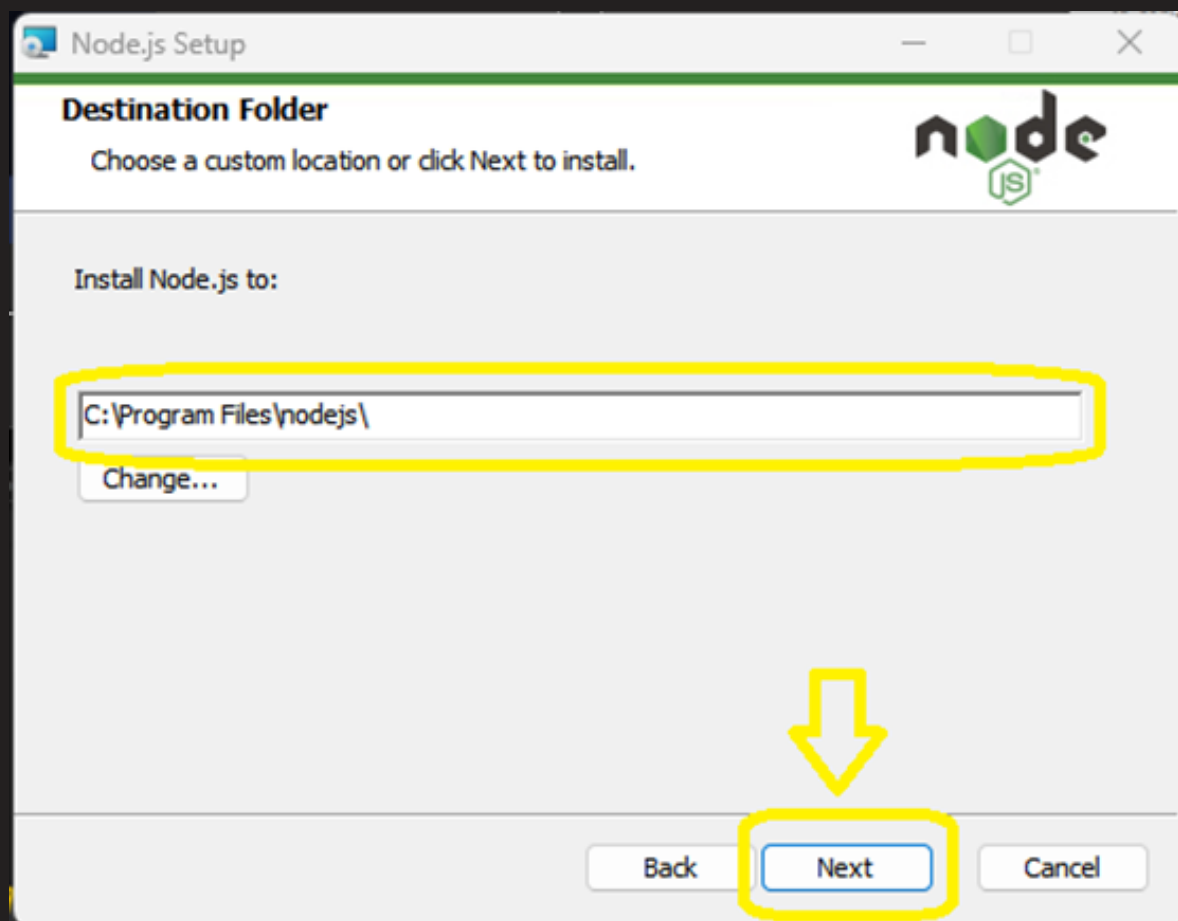 Node.js Setup
Destination Folder
Choose a custom location or click Next to install.
node
JS
Install Node.js to:
C:\Program Files\nodejs\
Change...
Back Next Cancel